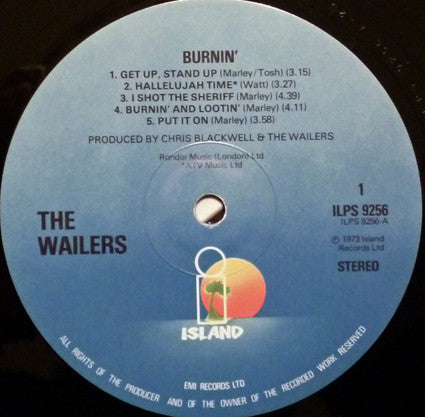 BURNIN'
1. GET UP, STAND UP (Marley/Tosh) (3.15)
2. HALLELUJAH TIME* (Watt) (3.27)
3. I SHOT THE SHERIFF (Marley) (4.39)
4. BURNIN' AND LOOTIN' (Marley) (4.11)
5. PUT IT ON (Marley) (3.58)
PRODUCED BY CHRIS BLACKWELL & THE WAILERS
Rondor Music (London) Ltd
*ATV Music Ltd
THE
WAILERS
1
ILPS 9256
ILPS 9256-A
℗ 1973 Island
Records Ltd
STEREO
ISLAND
EMI RECORDS LTD
ALL RIGHTS OF THE PRODUCER AND OF THE OWNER OF THE RECORDED WORK RESERVED